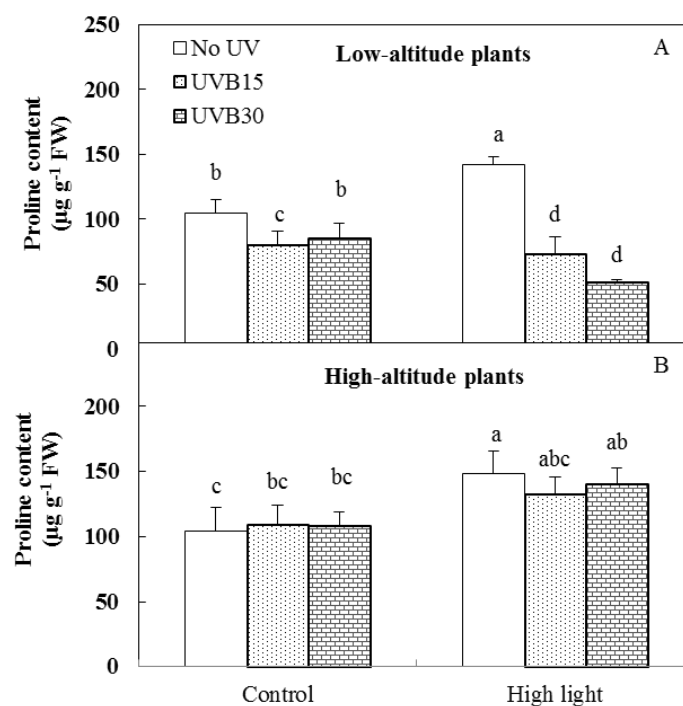 250
200
150
100
50
0
Proline content
(µg g-1 FW)
No UV
UVB15
UVB30
Low-altitude plants
A
b
c
b
a
d
d
200
150
100
50
0
Proline content
(µg g-1 FW)
High-altitude plants
B
c
bc
bc
a
abc
ab
Control
High light